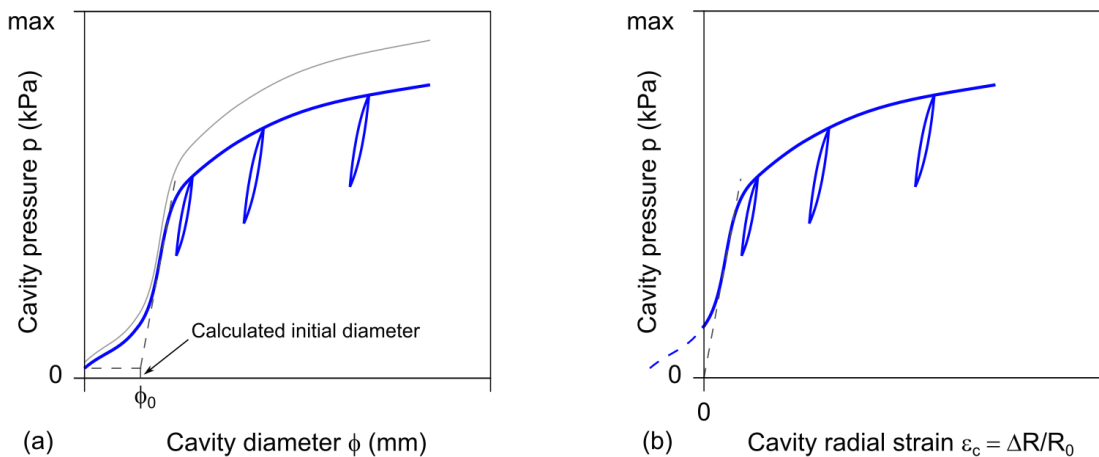 max
Cavity pressure p (kPa)
Calculated initial diameter
0
ϕ₀
(a)
Cavity diameter ϕ (mm)
max
Cavity pressure p (kPa)
0
0
(b)
Cavity radial strain ε꜀ = ΔR/R₀